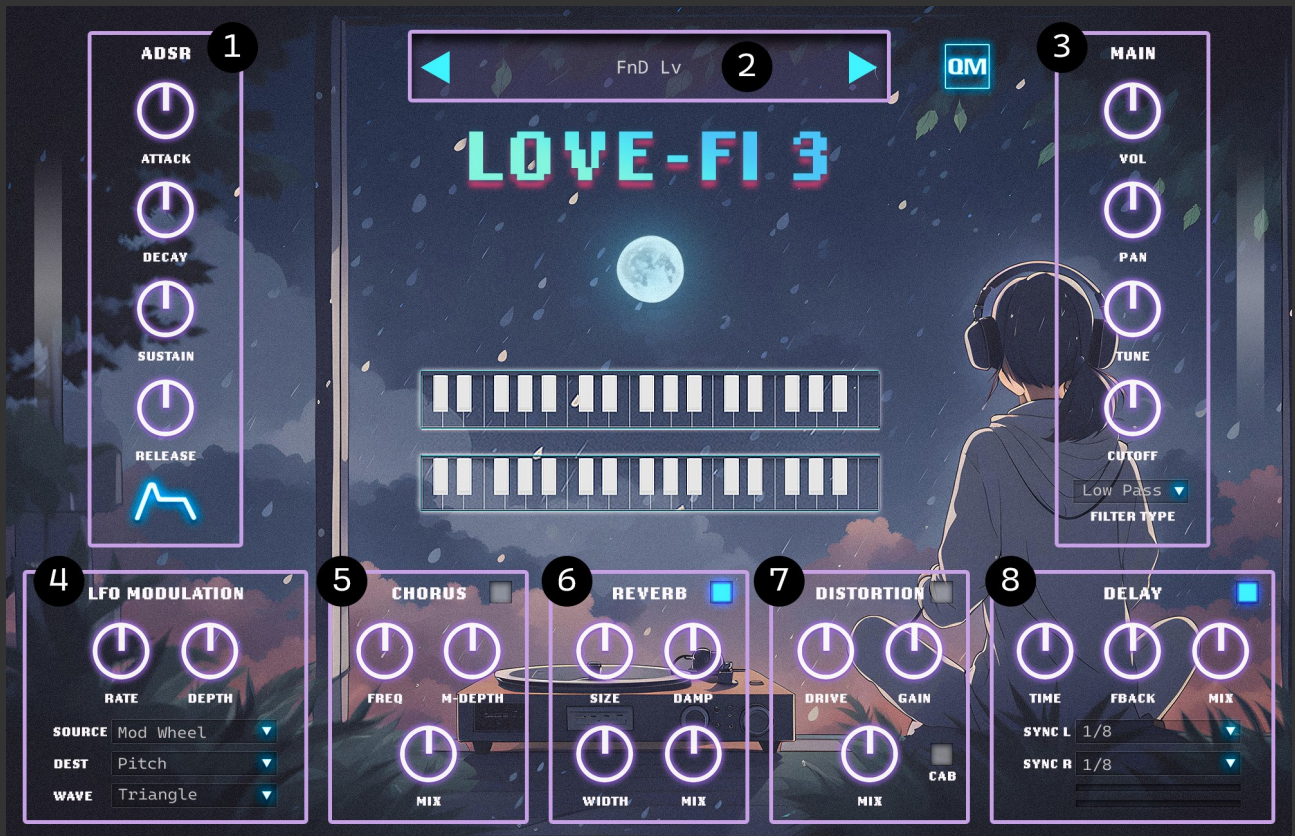 ADSR
1
ATTACK
DECAY
SUSTAIN
RELEASE
FnD Lv
2
QM
LOVE-FI 3
3
MAIN
VOL
PAN
TUNE
CUTOFF
Low Pass
FILTER TYPE
4
LFO MODULATION
RATE DEPTH
SOURCE Mod Wheel
DEST Pitch
WAVE Triangle
5
CHORUS
FREQ M-DEPTH
MIX
6
REVERB
SIZE DAMP
WIDTH MIX
7
DISTORTION
DRIVE GAIN
MIX CAB
8
DELAY
TIME FBACK MIX
SYNC L 1/8
SYNC R 1/8